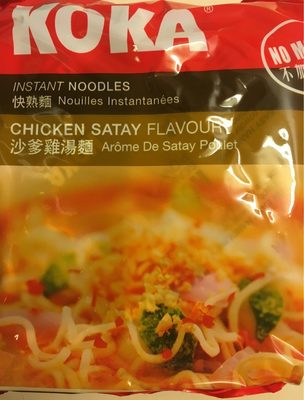 KOKA®
NO M
不加
INSTANT NOODLES
快熟麵 Nouilles Instantanées
CHICKEN SATAY FLAVOUR
沙爹雞湯麵 Arôme De Satay Poulet